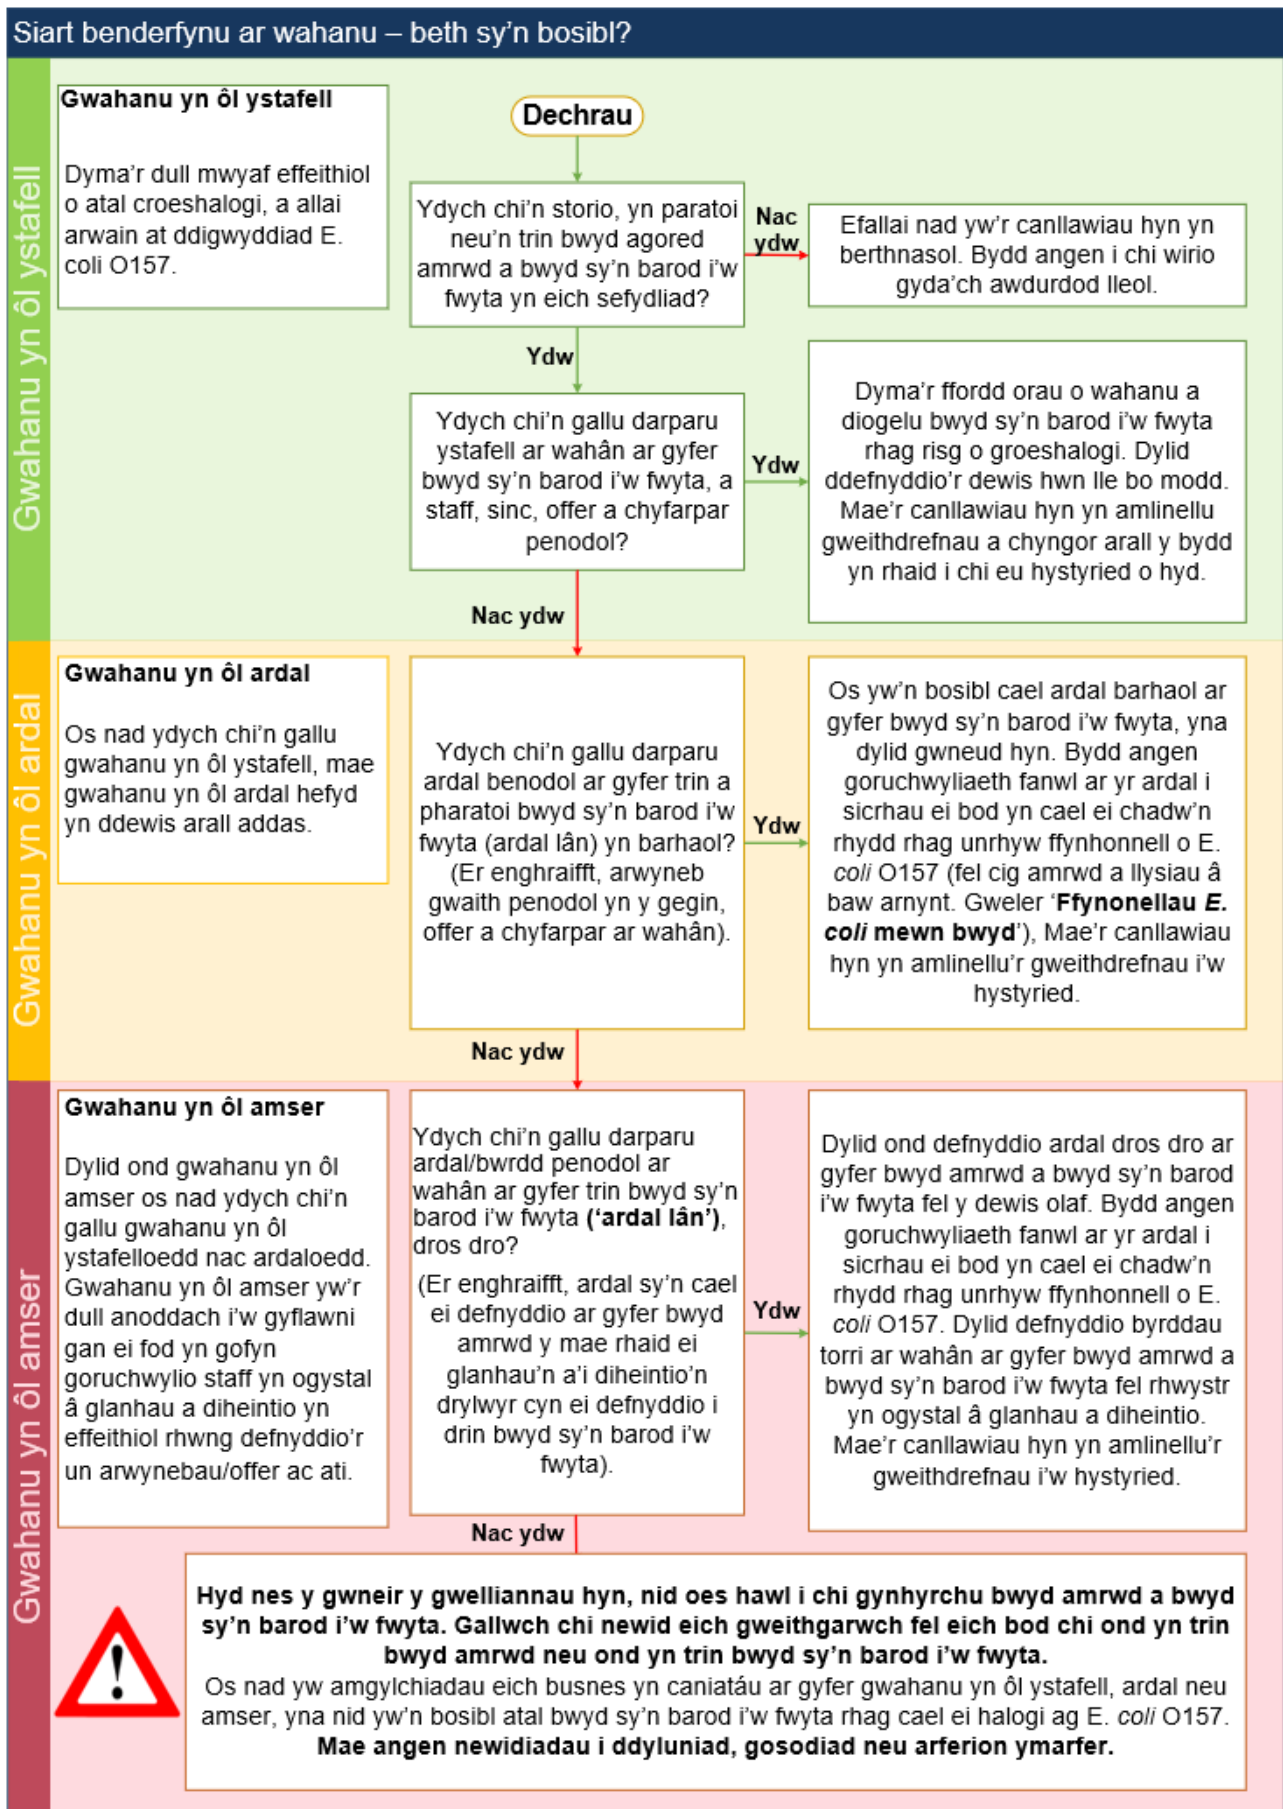 Siart benderfynu ar wahanu – beth sy'n bosibl?
Gwahanu yn ôl ystafell
Gwahanu yn ôl ystafell
Dyma'r dull mwyaf effeithiol
o atal croeshalogi, a allai
arwain at ddigwyddiad E.
coli O157.
Dechrau
Ydych chi'n storio, yn paratoi
neu'n trin bwyd agored
amrwd a bwyd sy'n barod i'w
fwyta yn eich sefydliad?
Nac
ydw
Efallai nad yw'r canllawiau hyn yn
berthnasol. Bydd angen i chi wirio
gyda'ch awdurdod lleol.
Ydw
Ydych chi'n gallu darparu
ystafell ar wahân ar gyfer
bwyd sy'n barod i'w fwyta, a
staff, sinc, offer a chyfarpar
penodol?
Ydw
Dyma'r ffordd orau o wahanu a
diogelu bwyd sy'n barod i'w fwyta
rhag risg o groeshalogi. Dylid
ddefnyddio'r dewis hwn lle bo modd.
Mae'r canllawiau hyn yn amlinellu
gweithdrefnau a chyngor arall y bydd
yn rhaid i chi eu hystyried o hyd.
Nac ydw
Gwahanu yn ôl ardal
Gwahanu yn ôl ardal
Os nad ydych chi'n gallu
gwahanu yn ôl ystafell, mae
gwahanu yn ôl ardal hefyd
yn ddewis arall addas.
Ydych chi'n gallu darparu
ardal benodol ar gyfer trin a
pharatoi bwyd sy'n barod i'w
fwyta (ardal lân) yn barhaol?
(Er enghraifft, arwyneb
gwaith penodol yn y gegin,
offer a chyfarpar ar wahân).
Ydw
Os yw'n bosibl cael ardal barhaol ar
gyfer bwyd sy'n barod i'w fwyta, yna
dylid gwneud hyn. Bydd angen
goruchwyliaeth fanwl ar yr ardal i
sicrhau ei bod yn cael ei chadw'n
rhydd rhag unrhyw ffynhonnell o E.
coli O157 (fel cig amrwd a llysiau â
baw arnynt. Gweler 'Ffynonellau E.
coli mewn bwyd'), Mae'r canllawiau
hyn yn amlinellu'r gweithdrefnau i'w
hystyried.
Nac ydw
Gwahanu yn ôl amser
Gwahanu yn ôl amser
Dylid ond gwahanu yn ôl
amser os nad ydych chi'n
gallu gwahanu yn ôl
ystafelloedd nac ardaloedd.
Gwahanu yn ôl amser yw'r
dull anoddach i'w gyflawni
gan ei fod yn gofyn
goruchwylio staff yn ogystal
â glanhau a diheintio yn
effeithiol rhwng defnyddio'r
un arwynebau/offer ac ati.
Ydych chi'n gallu darparu
ardal/bwrdd penodol ar
wahân ar gyfer trin bwyd sy'n
barod i'w fwyta ('ardal lân'),
dros dro?
(Er enghraifft, ardal sy'n cael
ei defnyddio ar gyfer bwyd
amrwd y mae rhaid ei
glanhau'n a'i diheintio'n
drylwyr cyn ei defnyddio i
drin bwyd sy'n barod i'w
fwyta).
Ydw
Dylid ond defnyddio ardal dros dro ar
gyfer bwyd amrwd a bwyd sy'n barod
i'w fwyta fel y dewis olaf. Bydd angen
goruchwyliaeth fanwl ar yr ardal i
sicrhau ei bod yn cael ei chadw'n
rhydd rhag unrhyw ffynhonnell o E.
coli O157. Dylid defnyddio byrddau
torri ar wahân ar gyfer bwyd amrwd a
bwyd sy'n barod i'w fwyta fel rhwystr
yn ogystal â glanhau a diheintio.
Mae'r canllawiau hyn yn amlinellu'r
gweithdrefnau i'w hystyried.
Nac ydw
Hyd nes y gwneir y gwelliannau hyn, nid oes hawl i chi gynhyrchu bwyd amrwd a bwyd
sy'n barod i'w fwyta. Gallwch chi newid eich gweithgarwch fel eich bod chi ond yn trin
bwyd amrwd neu ond yn trin bwyd sy'n barod i'w fwyta.
Os nad yw amgylchiadau eich busnes yn caniatáu ar gyfer gwahanu yn ôl ystafell, ardal neu
amser, yna nid yw'n bosibl atal bwyd sy'n barod i'w fwyta rhag cael ei halogi ag E. coli O157.
Mae angen newidiadau i ddyluniad, gosodiad neu arferion ymarfer.